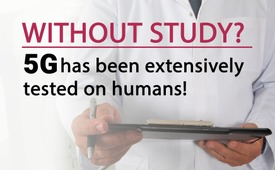 WITHOUT STUDY?
5G has been extensively
tested on humans!